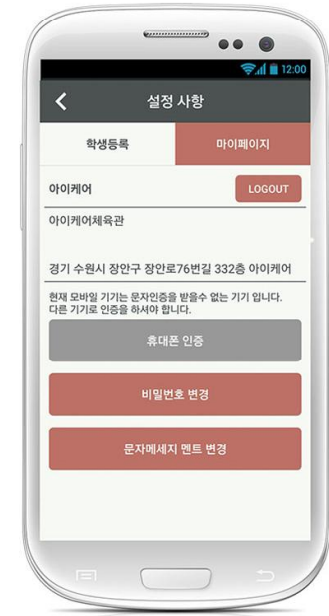 12:00
설정 사항
학생등록
마이페이지
아이케어
LOGOUT
아이케어체육관
경기 수원시 장안구 장안로76번길 332층 아이케어
현재 모바일 기기는 문자인증을 받을수 없는 기기 입니다.
다른 기기로 인증을 하셔야 합니다.
휴대폰 인증
비밀번호 변경
문자메세지 멘트 변경